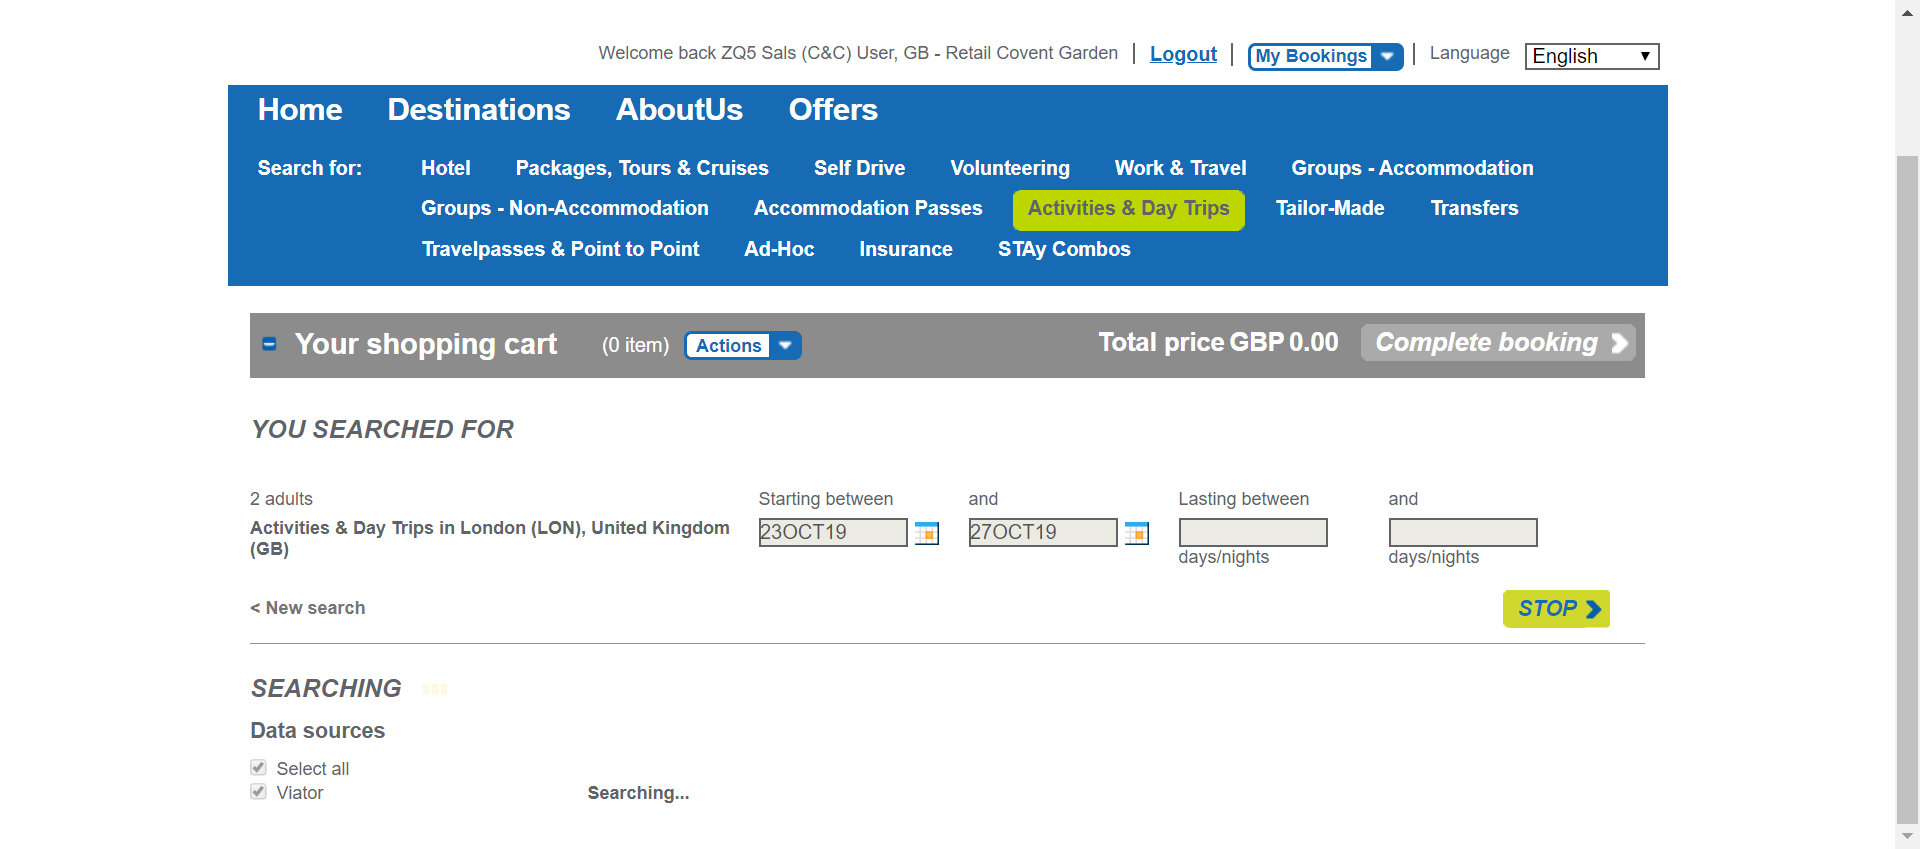 Welcome back ZQ5 Sals (C&C) User, GB - Retail Covent Garden | Logout | My Bookings | Language English
Home Destinations AboutUs Offers
Search for: Hotel Packages, Tours & Cruises Self Drive Volunteering Work & Travel Groups - Accommodation
Groups - Non-Accommodation Accommodation Passes Activities & Day Trips Tailor-Made Transfers
Travelpasses & Point to Point Ad-Hoc Insurance STAy Combos
Your shopping cart (0 item) Actions Total price GBP 0.00 Complete booking
YOU SEARCHED FOR
2 adults Starting between and Lasting between and
Activities & Day Trips in London (LON), United Kingdom 23OCT19 27OCT19
(GB) days/nights days/nights
< New search STOP
SEARCHING
Data sources
Select all
Viator Searching...